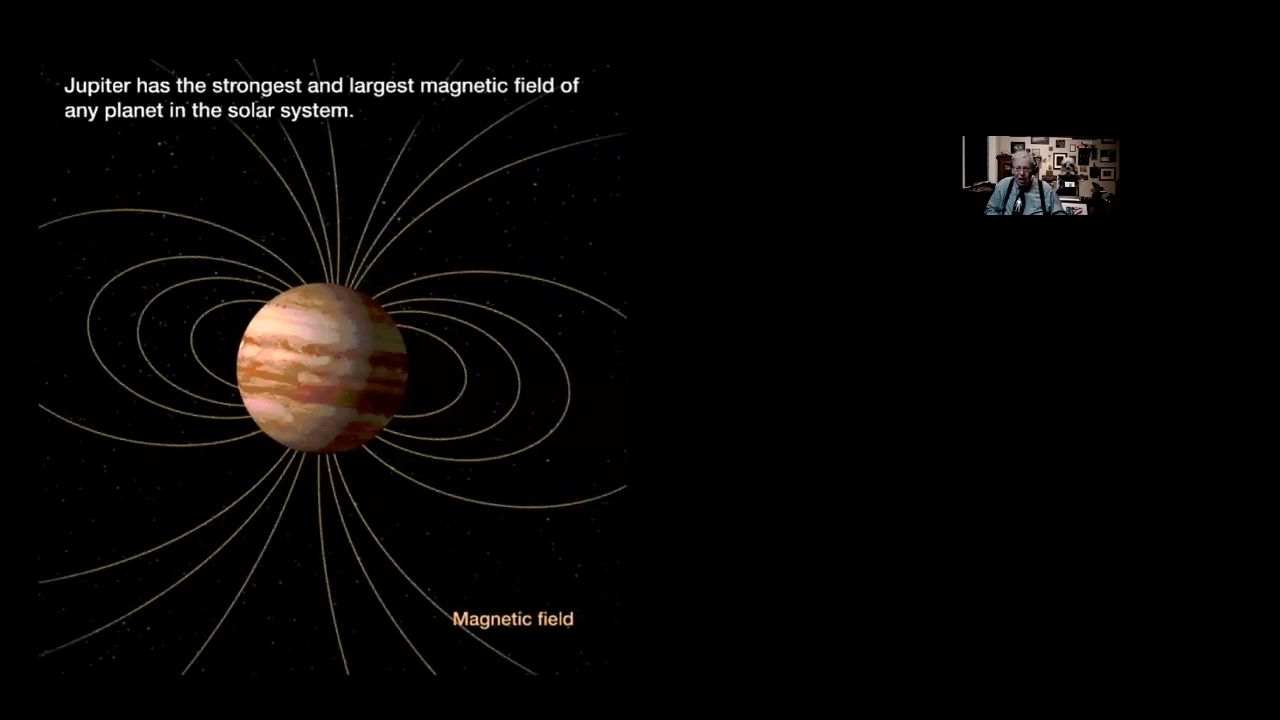 Jupiter has the strongest and largest magnetic field of
any planet in the solar system.
Magnetic field